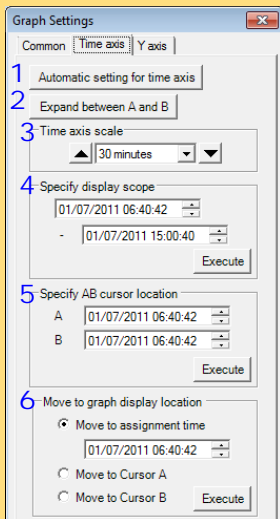 Graph Settings
Common Time axis Y axis
1 Automatic setting for time axis
2 Expand between A and B
3 Time axis scale
30 minutes
4 Specify display scope
01/07/2011 06:40:42
- 01/07/2011 15:00:40
Execute
5 Specify AB cursor location
A 01/07/2011 06:40:42
B 01/07/2011 06:40:42
Execute
6 Move to graph display location
Move to assignment time
01/07/2011 06:40:42
Move to Cursor A
Move to Cursor B Execute